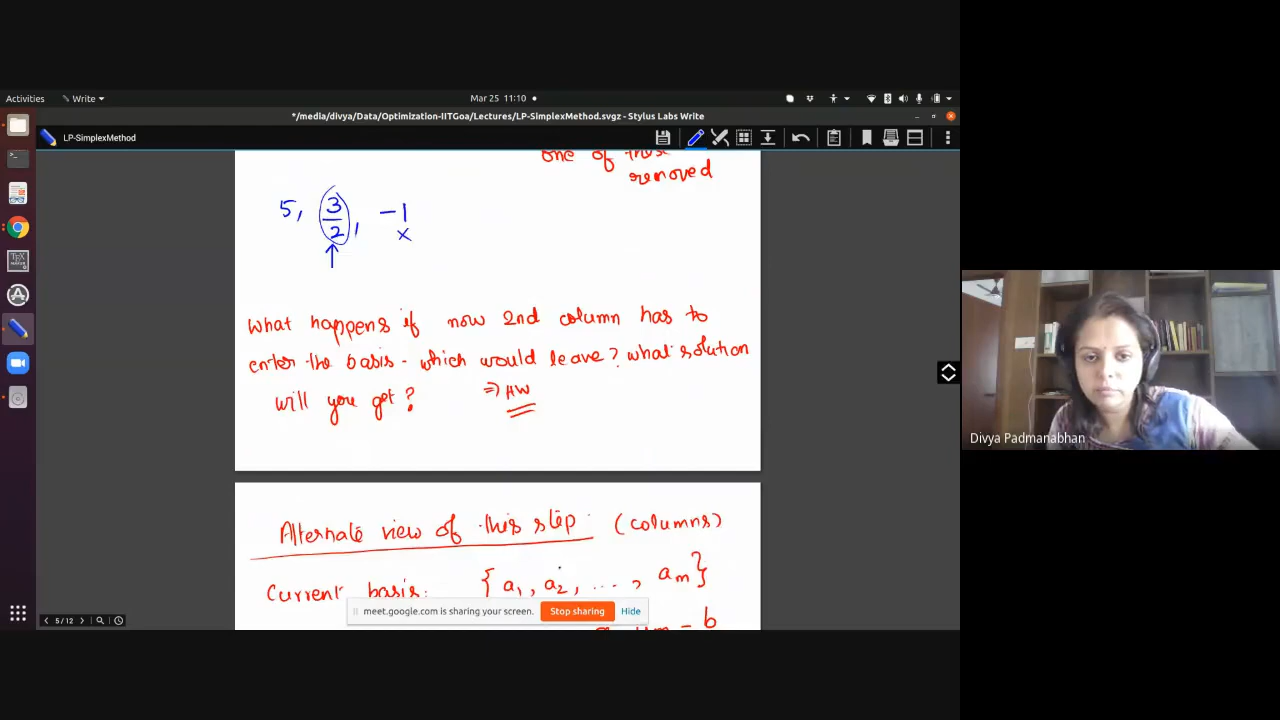 Activities
Write
Mar 25 11:10
*/media/divya/Data/Optimization-IITGoa/Lectures/LP-SimplexMethod.svgz - Stylus Labs Write
LP-SimplexMethod
one of these
removed
5, 3/2, -1
x
What happens if now 2nd column has to
enter the basis - which would leave? what solution
will you get? ⇒ HW
Alternate view of this step. (columns)
Current basis: {a1, a2, ..., am}
= b
meet.google.com is sharing your screen. Stop sharing Hide
5/12
Divya Padmanabhan